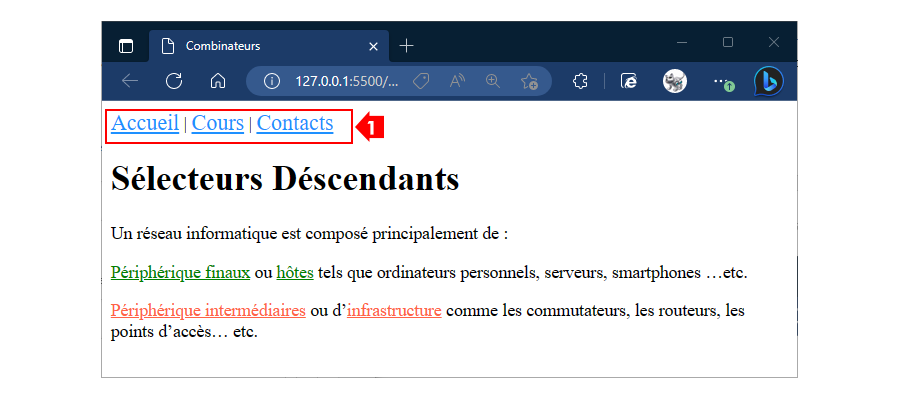 Combinateurs
127.0.0.1:5500/...
Accueil | Cours | Contacts
1
Sélecteurs Déscendants
Un réseau informatique est composé principalement de :
Périphérique finaux ou hôtes tels que ordinateurs personnels, serveurs, smartphones …etc.
Périphérique intermédiaires ou d’infrastructure comme les commutateurs, les routeurs, les
points d’accès… etc.